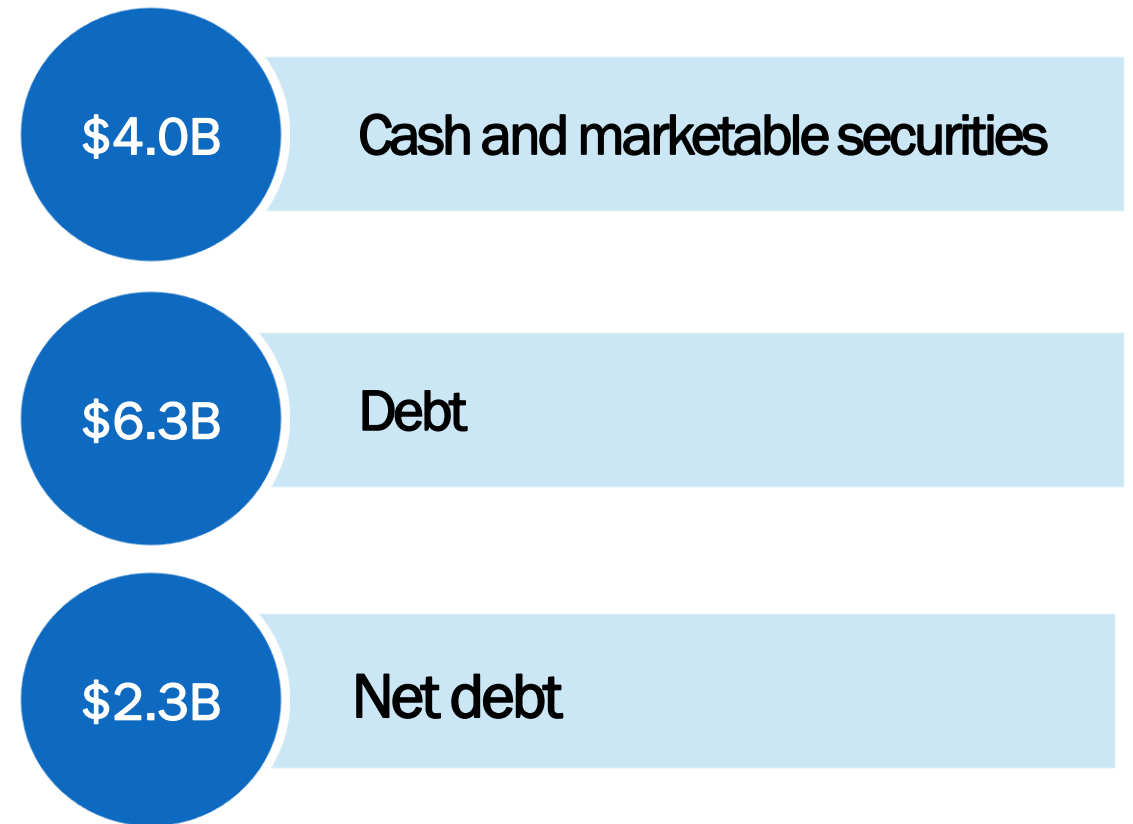 $4.0B
Cash and marketable securities
$6.3B
Debt
$2.3B
Net debt